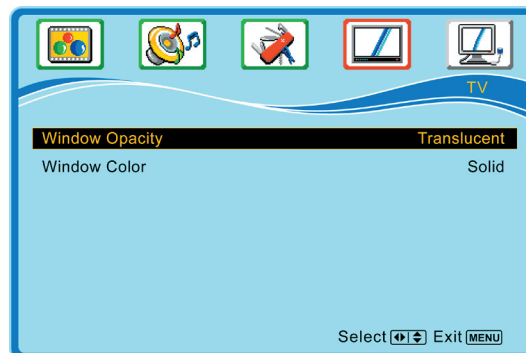 TV
Window Opacity Translucent
Window Color Solid
Select Exit MENU